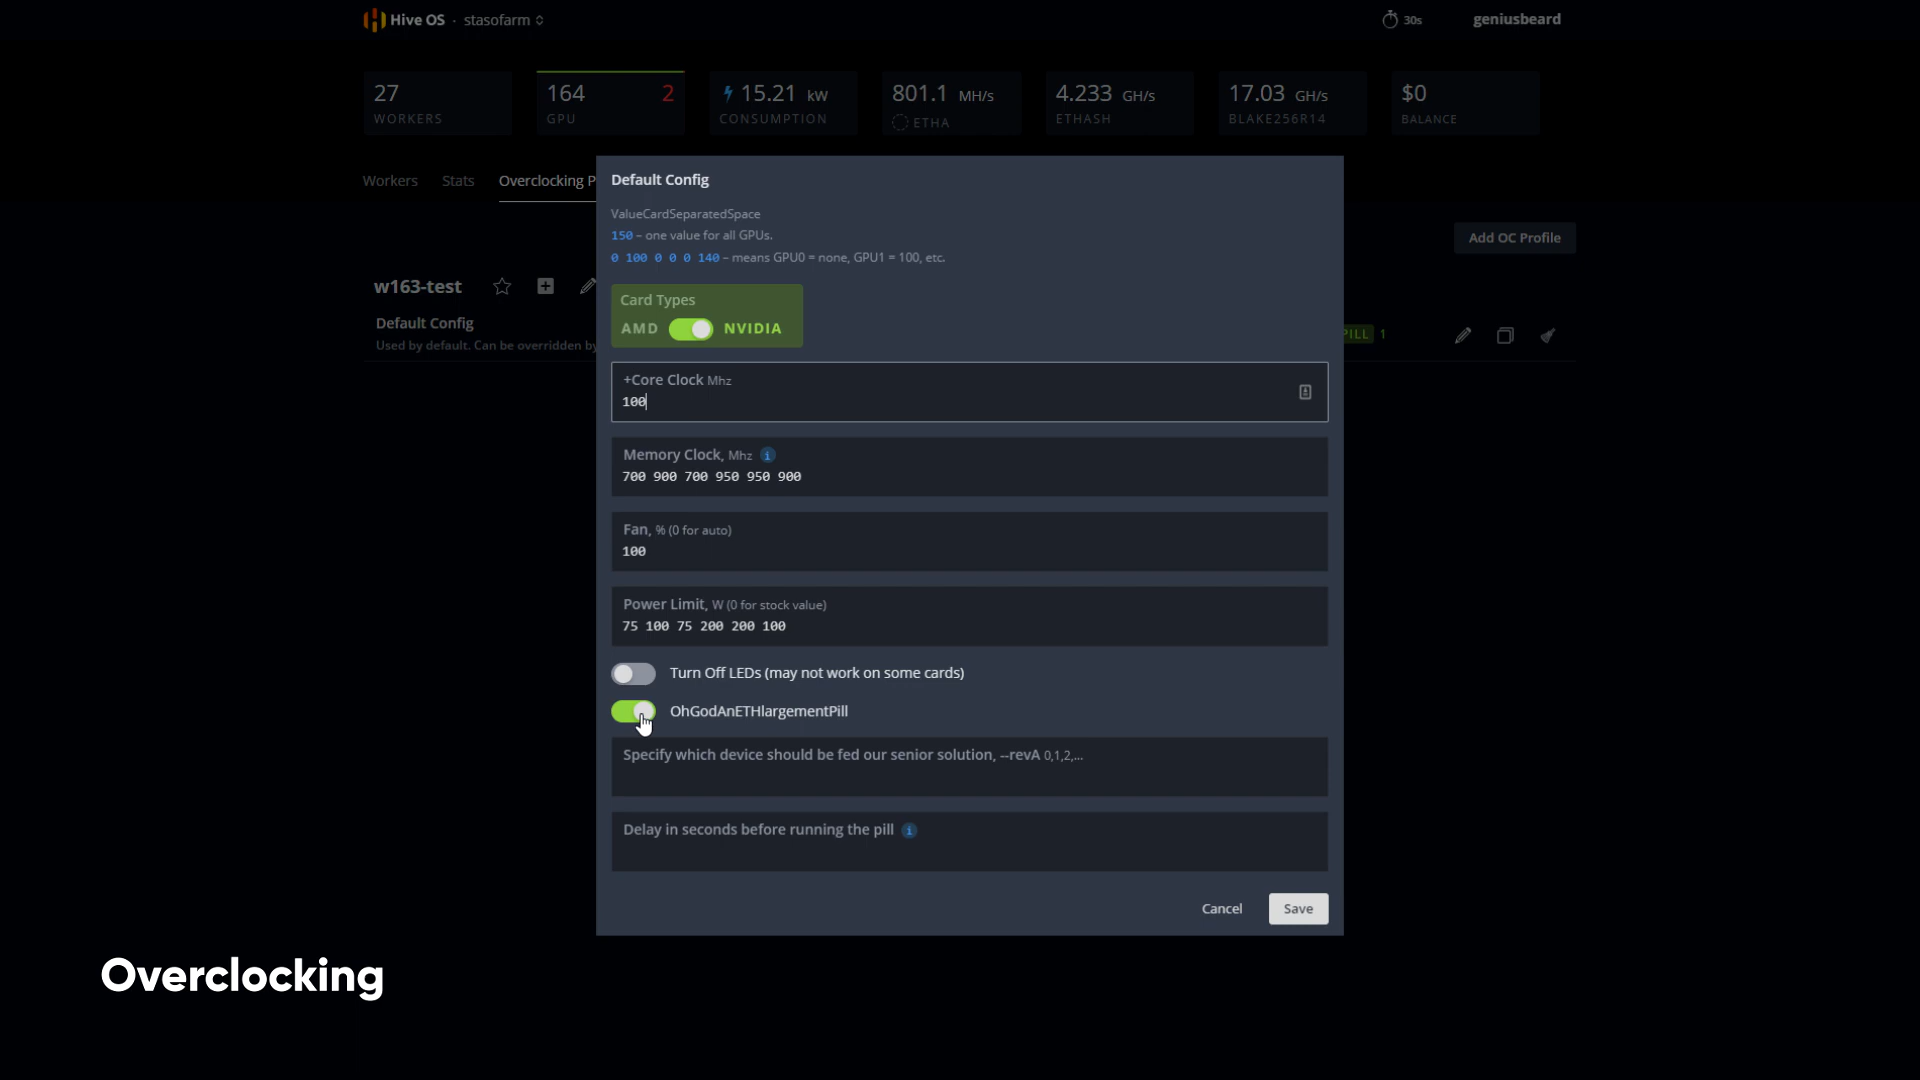 Hive OS · stasofarm
30s
geniusbeard
27
WORKERS
164 2
GPU
15.21 kW
CONSUMPTION
801.1 MH/s
ETHA
4.233 GH/s
ETHASH
17.03 GH/s
BLAKE256R14
$0
BALANCE
Workers Stats Overclocking P
Add OC Profile
w163-test
Default Config
Used by default. Can be overridden by
PILL 1
Default Config
ValueCardSeparatedSpace
150 – one value for all GPUs.
0 100 0 0 0 140 – means GPU0 = none, GPU1 = 100, etc.
Card Types
AMD NVIDIA
+Core Clock Mhz
100
Memory Clock, Mhz i
700 900 700 950 950 900
Fan, % (0 for auto)
100
Power Limit, W (0 for stock value)
75 100 75 200 200 100
Turn Off LEDs (may not work on some cards)
OhGodAnETHlargementPill
Specify which device should be fed our senior solution, --revA 0,1,2,...
Delay in seconds before running the pill i
Cancel Save
Overclocking